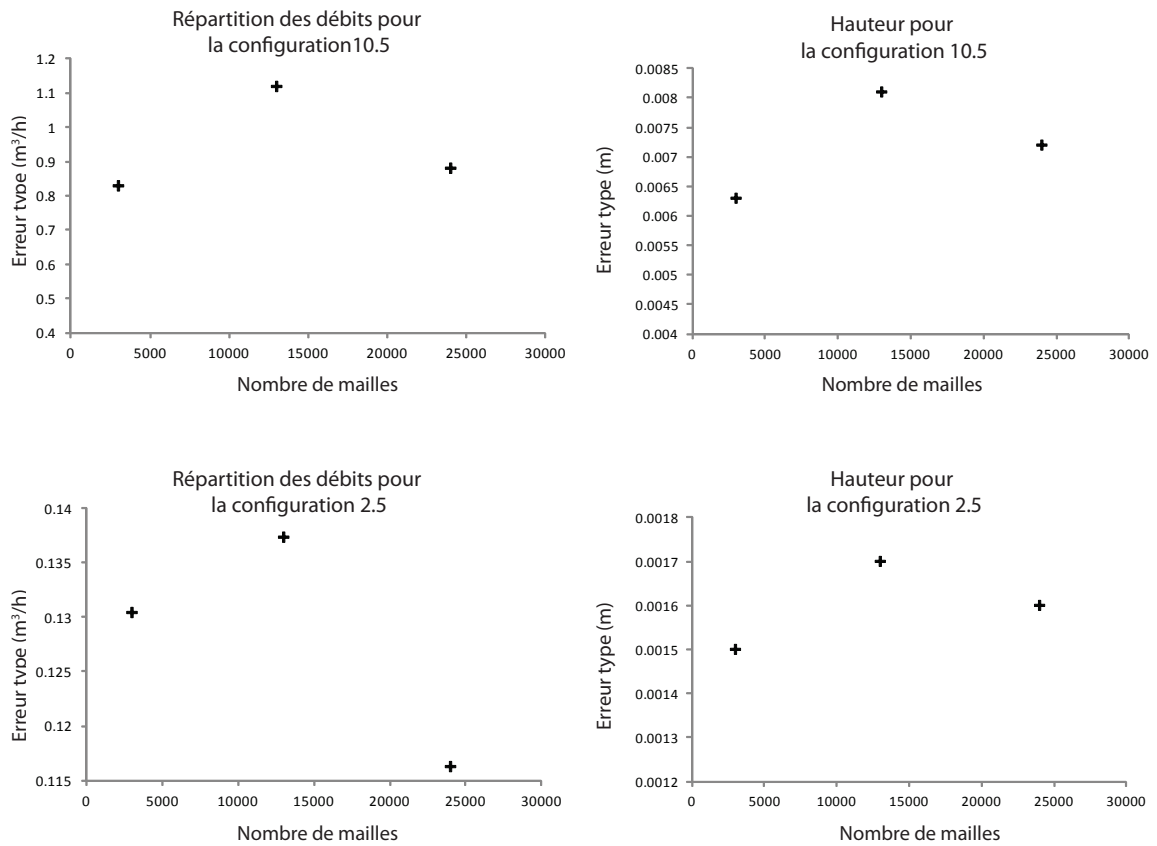 Répartition des débits pour
la configuration10.5
1.2
1.1
1
0.9
0.8
0.7
0.6
0.5
0.4
Erreur type (m³/h)
0 5000 10000 15000 20000 25000 30000
Nombre de mailles
Hauteur pour
la configuration 10.5
0.0085
0.008
0.0075
0.007
0.0065
0.006
0.0055
0.005
0.0045
0.004
Erreur type (m)
0 5000 10000 15000 20000 25000 30000
Nombre de mailles
Répartition des débits pour
la configuration 2.5
0.14
0.135
0.13
0.125
0.12
0.115
Erreur type (m³/h)
0 5000 10000 15000 20000 25000 30000
Nombre de mailles
Hauteur pour
la configuration 2.5
0.0018
0.0017
0.0016
0.0015
0.0014
0.0013
0.0012
Erreur type (m)
0 5000 10000 15000 20000 25000 30000
Nombre de mailles